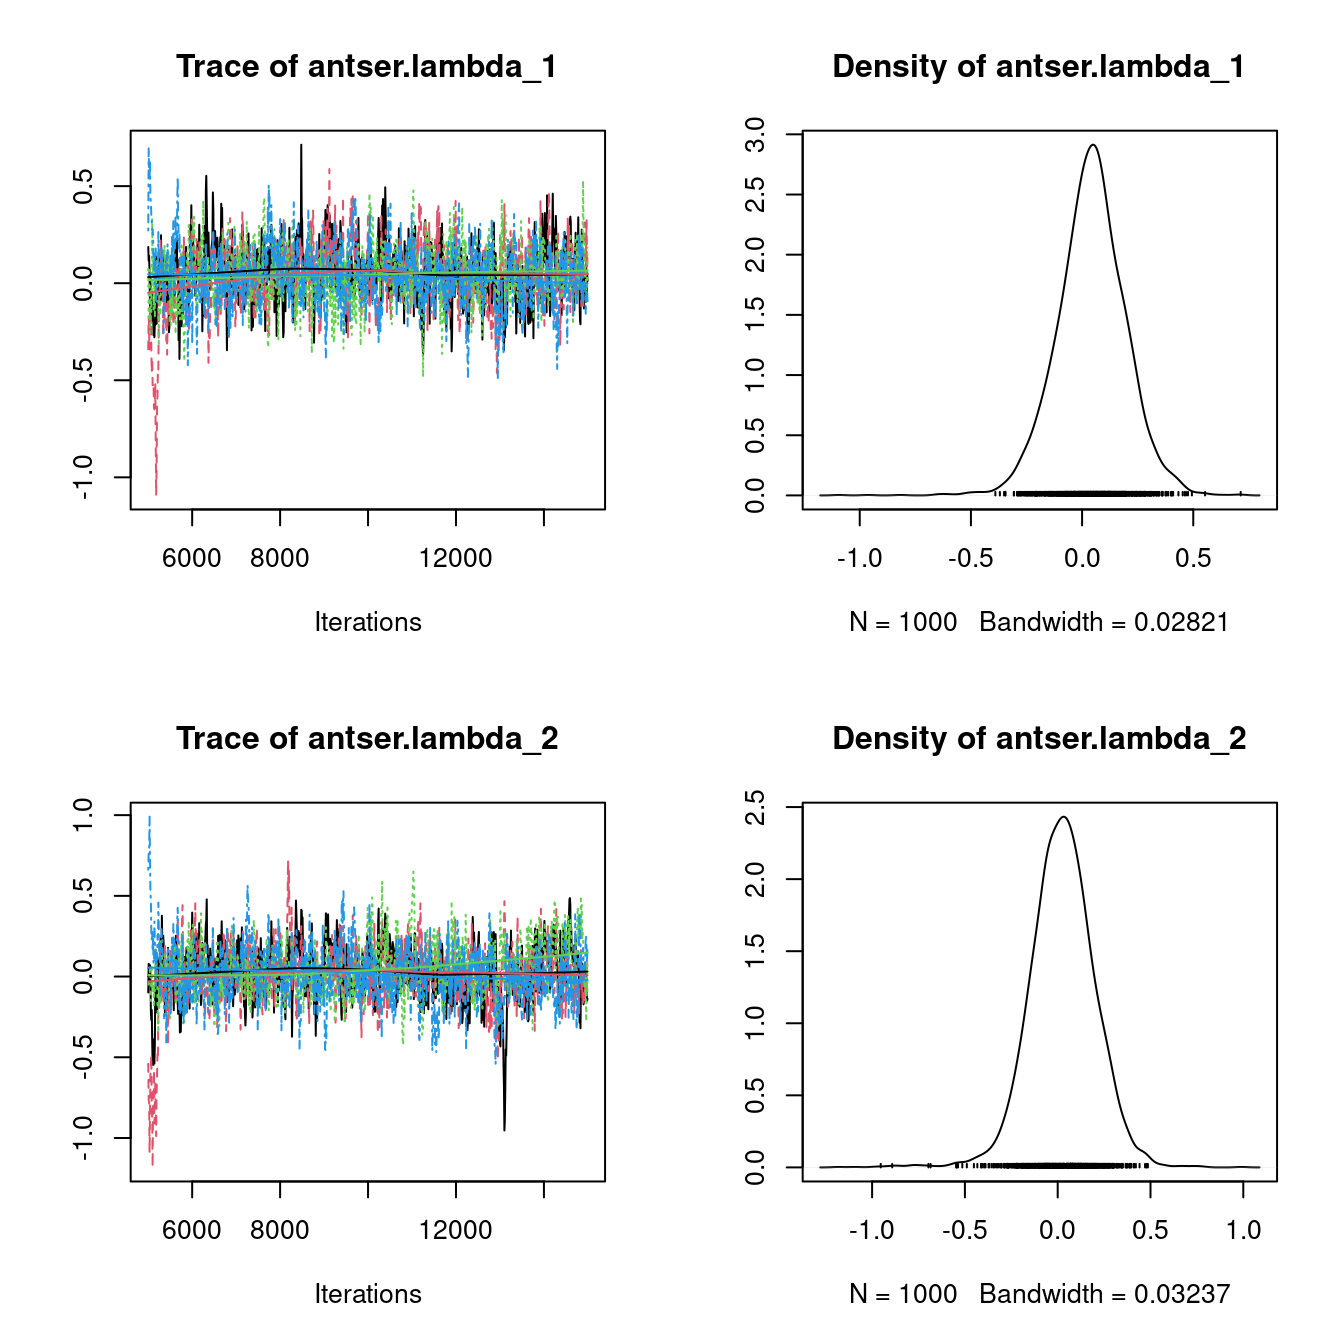 Trace of antser.lambda_1
0.5
0.0
-0.5
-1.0
6000 8000 12000
Iterations
Density of antser.lambda_1
3.0
2.5
2.0
1.5
1.0
0.5
0.0
-1.0 -0.5 0.0 0.5
N = 1000 Bandwidth = 0.02821
Trace of antser.lambda_2
1.0
0.5
0.0
-0.5
-1.0
6000 8000 12000
Iterations
Density of antser.lambda_2
2.5
2.0
1.5
1.0
0.5
0.0
-1.0 -0.5 0.0 0.5 1.0
N = 1000 Bandwidth = 0.03237